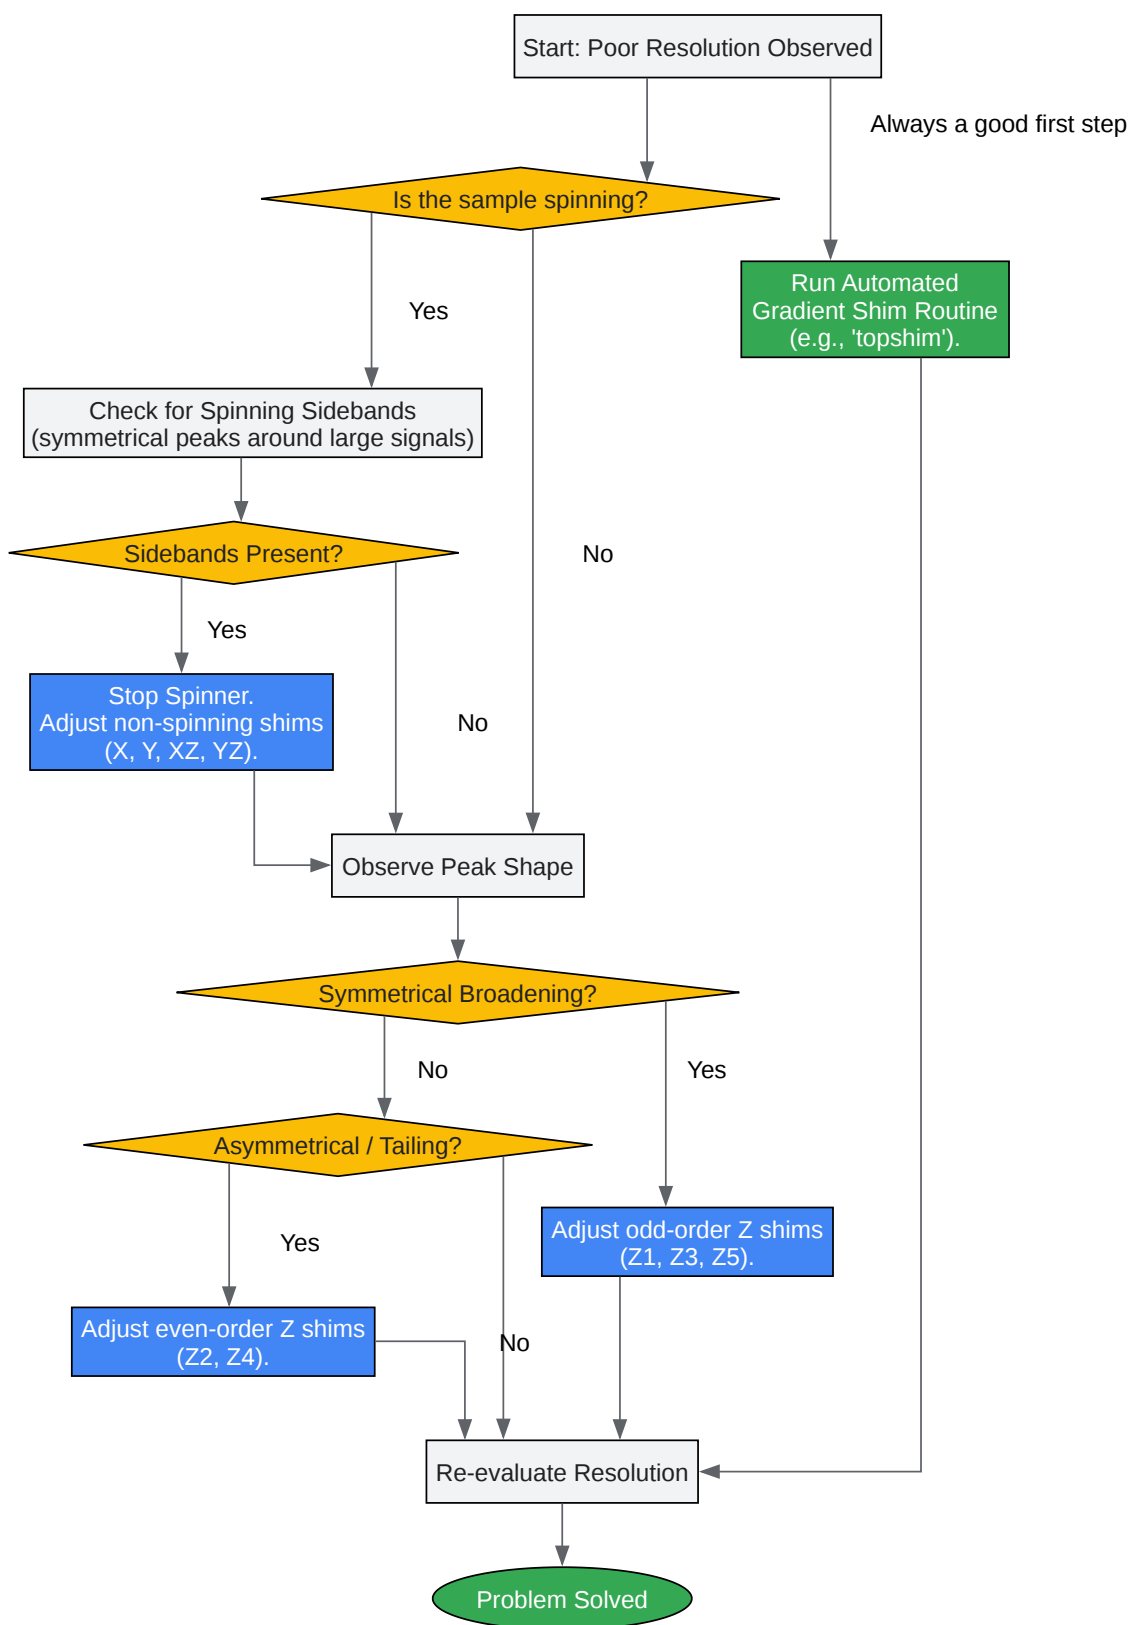 Start: Poor Resolution Observed
Always a good first step
Is the sample spinning?
Run Automated
Gradient Shim Routine
(e.g., 'topshim').
Yes
Check for Spinning Sidebands
(symmetrical peaks around large signals)
Sidebands Present?
No
Yes
Stop Spinner.
Adjust non-spinning shims
(X, Y, XZ, YZ).
No
Observe Peak Shape
Symmetrical Broadening?
No
Yes
Asymmetrical / Tailing?
Adjust odd-order Z shims
(Z1, Z3, Z5).
Yes
Adjust even-order Z shims
(Z2, Z4).
No
Re-evaluate Resolution
Problem Solved